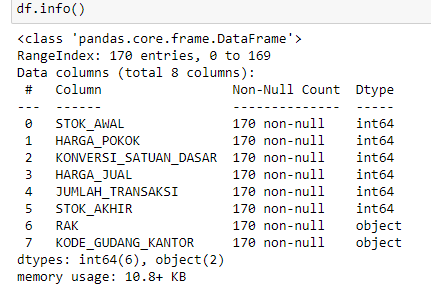 df.info()
<class 'pandas.core.frame.DataFrame'>
RangeIndex: 170 entries, 0 to 169
Data columns (total 8 columns):
 #   Column                 Non-Null Count  Dtype
---  ------                 --------------  -----
 0   STOK_AWAL              170 non-null    int64
 1   HARGA_POKOK            170 non-null    int64
 2   KONVERSI_SATUAN_DASAR  170 non-null    int64
 3   HARGA_JUAL             170 non-null    int64
 4   JUMLAH_TRANSAKSI       170 non-null    int64
 5   STOK_AKHIR             170 non-null    int64
 6   RAK                    170 non-null    object
 7   KODE_GUDANG_KANTOR     170 non-null    object
dtypes: int64(6), object(2)
memory usage: 10.8+ KB